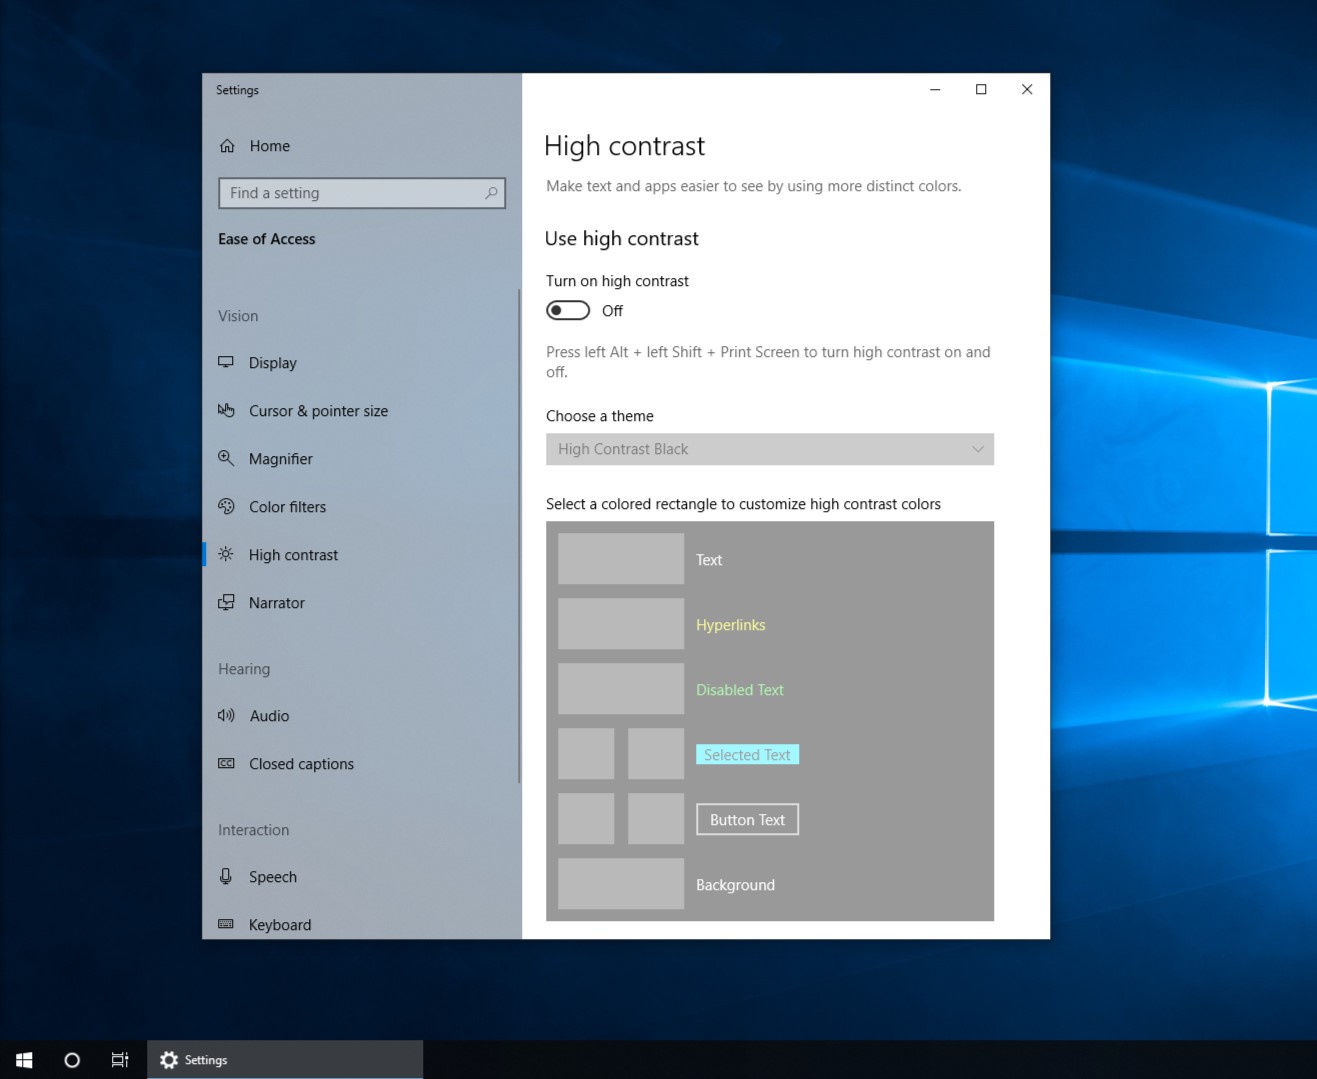 Settings
Home
Find a setting
Ease of Access
Vision
Display
Cursor & pointer size
Magnifier
Color filters
High contrast
Narrator
Hearing
Audio
Closed captions
Interaction
Speech
Keyboard
High contrast
Make text and apps easier to see by using more distinct colors.
Use high contrast
Turn on high contrast
Off
Press left Alt + left Shift + Print Screen to turn high contrast on and
off.
Choose a theme
High Contrast Black
Select a colored rectangle to customize high contrast colors
Text
Hyperlinks
Disabled Text
Selected Text
Button Text
Background
Settings